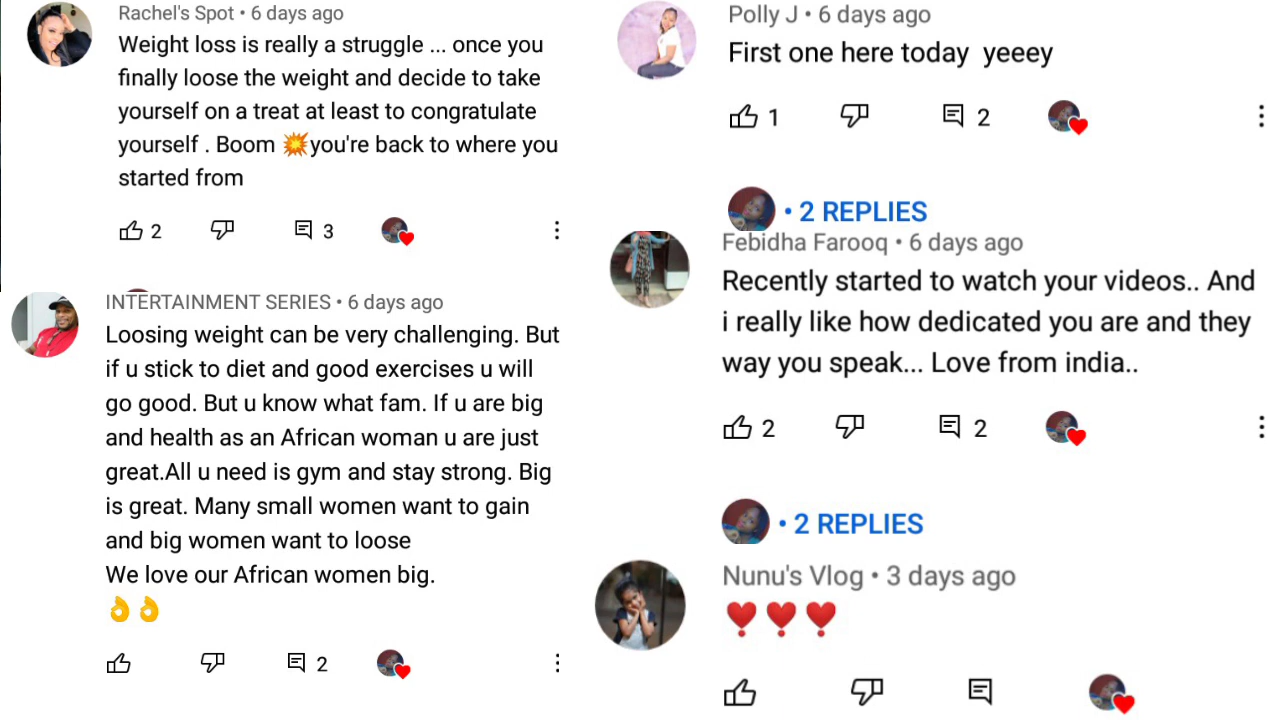 Rachel's Spot • 6 days ago
Weight loss is really a struggle ... once you
finally loose the weight and decide to take
yourself on a treat at least to congratulate
yourself . Boom 💥you're back to where you
started from
2
3
INTERTAINMENT SERIES • 6 days ago
Loosing weight can be very challenging. But
if u stick to diet and good exercises u will
go good. But u know what fam. If u are big
and health as an African woman u are just
great.All u need is gym and stay strong. Big
is great. Many small women want to gain
and big women want to loose
We love our African women big.
👌👌
2
Polly J • 6 days ago
First one here today  yeeey
1
2
• 2 REPLIES
Febidha Farooq • 6 days ago
Recently started to watch your videos.. And
i really like how dedicated you are and they
way you speak... Love from india..
2
2
• 2 REPLIES
Nunu's Vlog • 3 days ago
❣❣❣